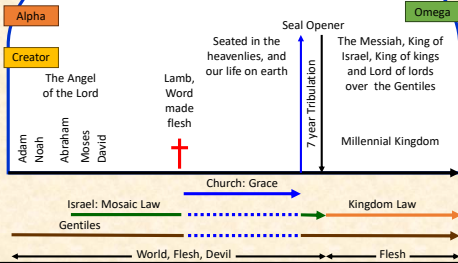 Alpha
Omega
Creator
Seal Opener
The Angel
of the Lord
Lamb,
Word
made
flesh
Seated in the
heavenlies, and
our life on earth
7 year Tribulation
The Messiah, King of
Israel, King of kings
and Lord of lords
over the Gentiles
Adam
Noah
Abraham
Moses
David
Millennial Kingdom
Church: Grace
Israel: Mosaic Law
Kingdom Law
Gentiles
World, Flesh, Devil
Flesh